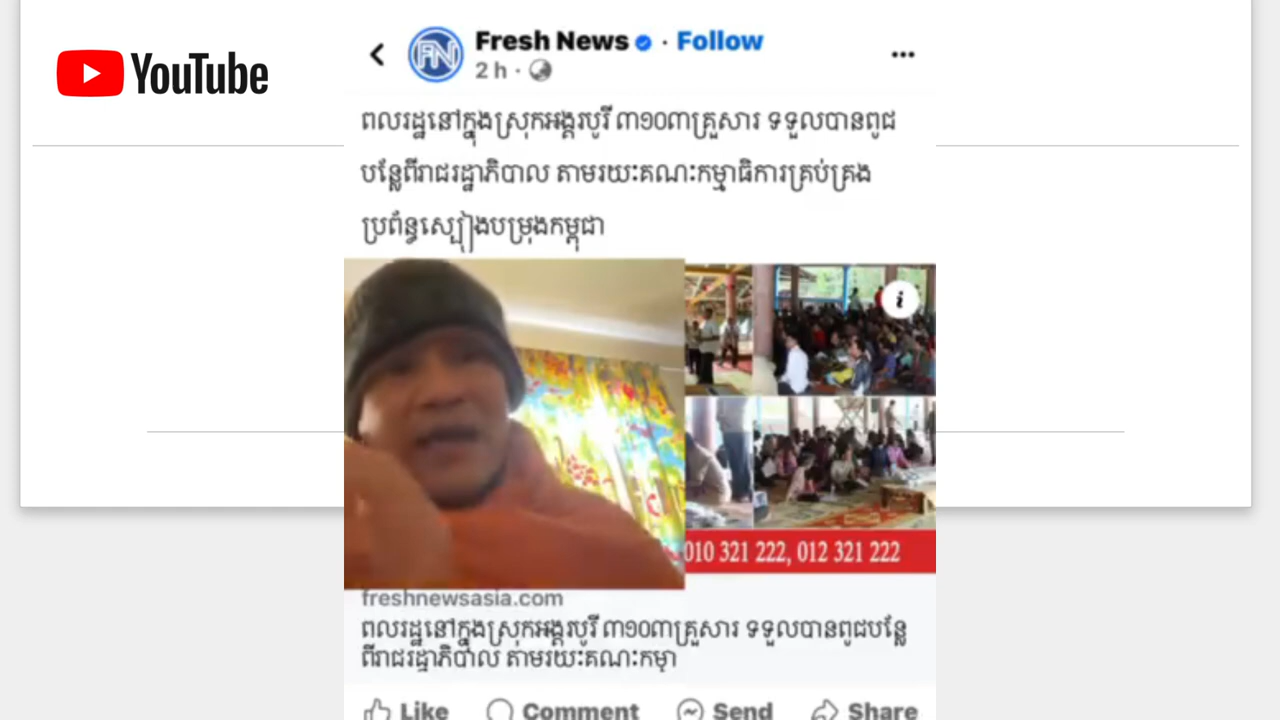 YouTube
Fresh News · Follow
2 h ·
ពលរដ្ឋនៅក្នុងស្រុកអង្គរបូរី ៣១០៣គ្រួសារ ទទួលបានពូជ
បន្លែពីរាជរដ្ឋាភិបាល តាមរយៈគណៈកម្មាធិការគ្រប់គ្រង
ប្រព័ន្ធស្បៀងបម្រុងកម្ពុជា
i
010 321 222, 012 321 222
freshnewsasia.com
ពលរដ្ឋនៅក្នុងស្រុកអង្គរបូរី ៣១០៣គ្រួសារ ទទួលបានពូជបន្លែ
ពីរាជរដ្ឋាភិបាល តាមរយៈគណៈកម្មា
Like Comment Send Share